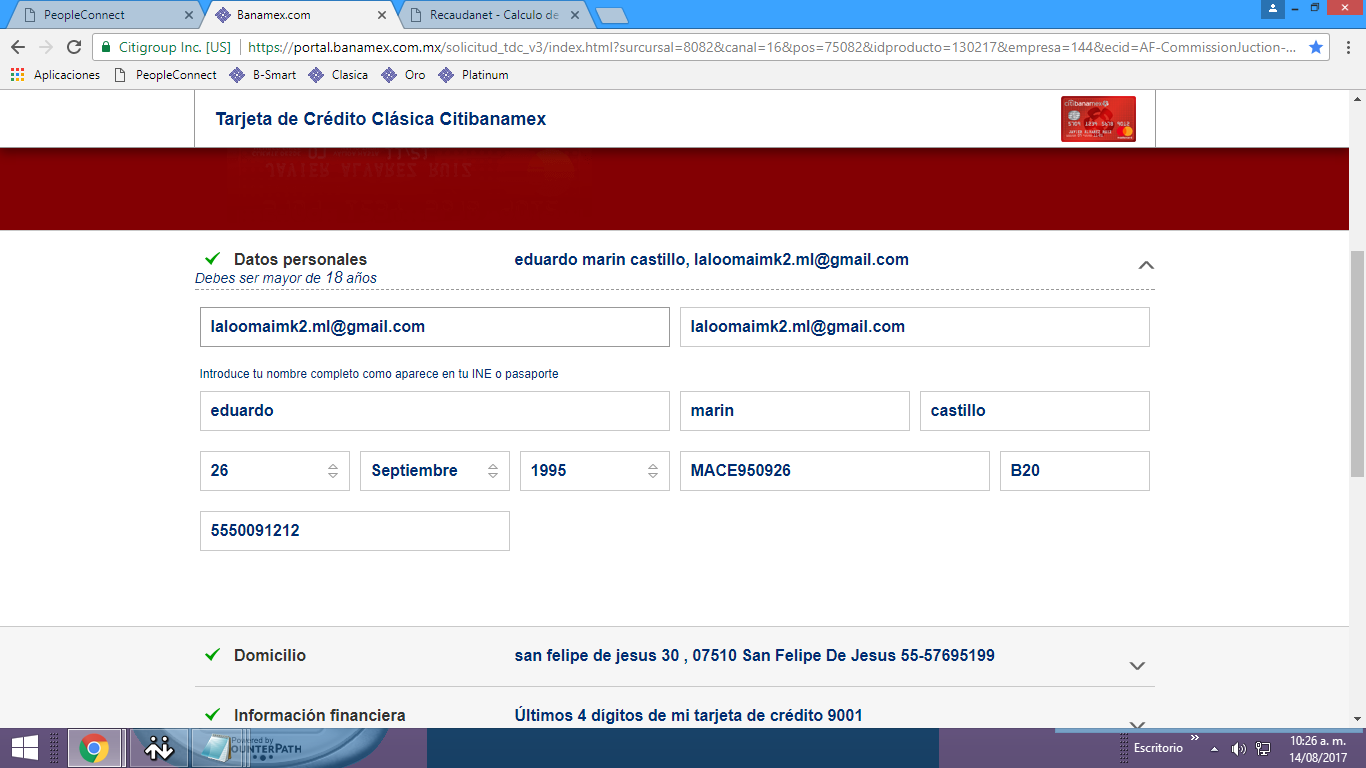 PeopleConnect
Banamex.com
Recaudanet - Calculo de
Citigroup Inc. [US]
https://portal.banamex.com.mx/solicitud_tdc_v3/index.html?surcursal=8082&canal=16&pos=75082&idproducto=130217&empresa=144&ecid=AF-CommissionJuction-...
Aplicaciones
PeopleConnect
B-Smart
Clasica
Oro
Platinum
Tarjeta de Crédito Clásica Citibanamex
citibanamex
JAVIER ALVAREZ RUIZ
Datos personales
eduardo marin castillo, laloomaimk2.ml@gmail.com
Debes ser mayor de 18 años
laloomaimk2.ml@gmail.com
laloomaimk2.ml@gmail.com
Introduce tu nombre completo como aparece en tu INE o pasaporte
eduardo
marin
castillo
26
Septiembre
1995
MACE950926
B20
5550091212
Domicilio
san felipe de jesus 30 , 07510 San Felipe De Jesus 55-57695199
Información financiera
Últimos 4 dígitos de mi tarjeta de crédito 9001
Powered by
OUNTERPATH
Escritorio
10:26 a. m.
14/08/2017